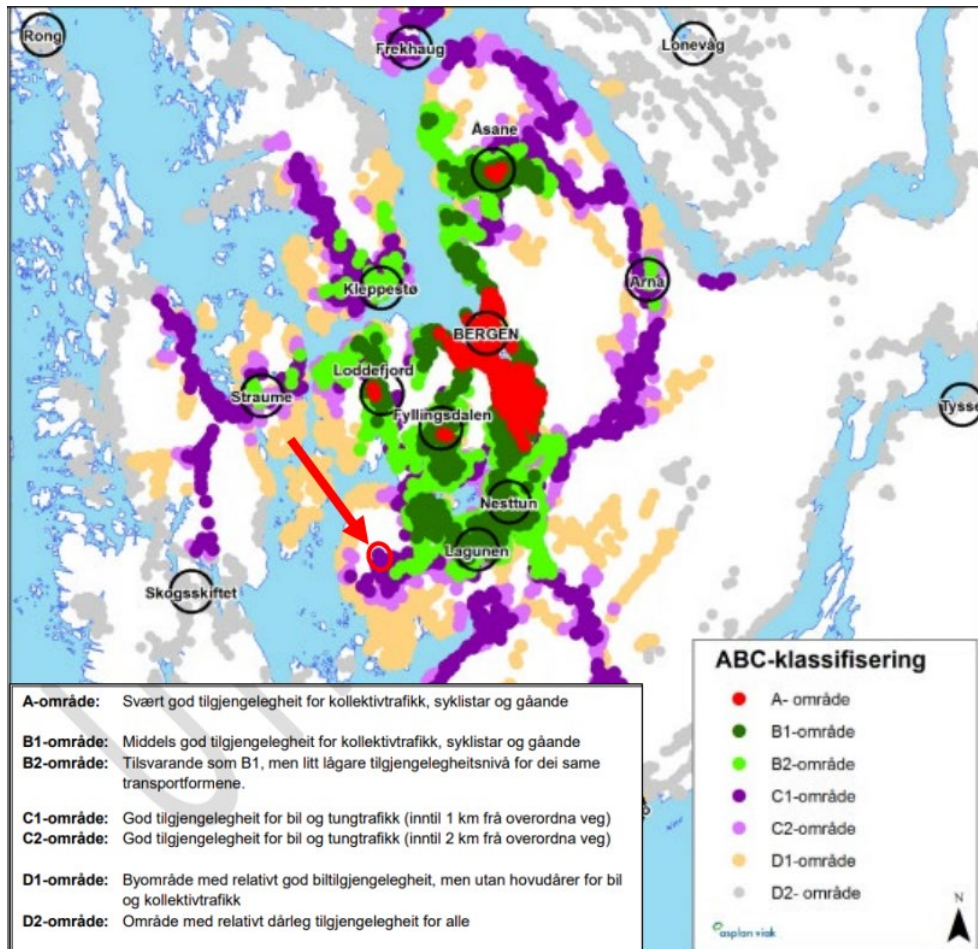 Rong
Frekhaug
Lonevåg
Åsane
Kleppestø
Arna
BERGEN
Loddefjord
Straume
Fyllingsdalen
Tysse
Nesttun
Lagunen
Skogsskiftet
ABC-klassifisering
A- område
B1-område
B2-område
C1-område
C2-område
D1-område
D2- område
N
asplan viak
A-område: Svært god tilgjengelegheit for kollektivtrafikk, syklistar og gåande
B1-område: Middels god tilgjengelegheit for kollektivtrafikk, syklistar og gåande
B2-område: Tilsvarande som B1, men litt lågare tilgjengelegheitsnivå for dei same
transportformene.
C1-område: God tilgjengelegheit for bil og tungtrafikk (inntil 1 km frå overordna veg)
C2-område: God tilgjengelegheit for bil og tungtrafikk (inntil 2 km frå overordna veg)
D1-område: Byområde med relativt god biltilgjengelegheit, men utan hovudårer for bil
og kollektivtrafikk
D2-område: Område med relativt dårleg tilgjengelegheit for alle